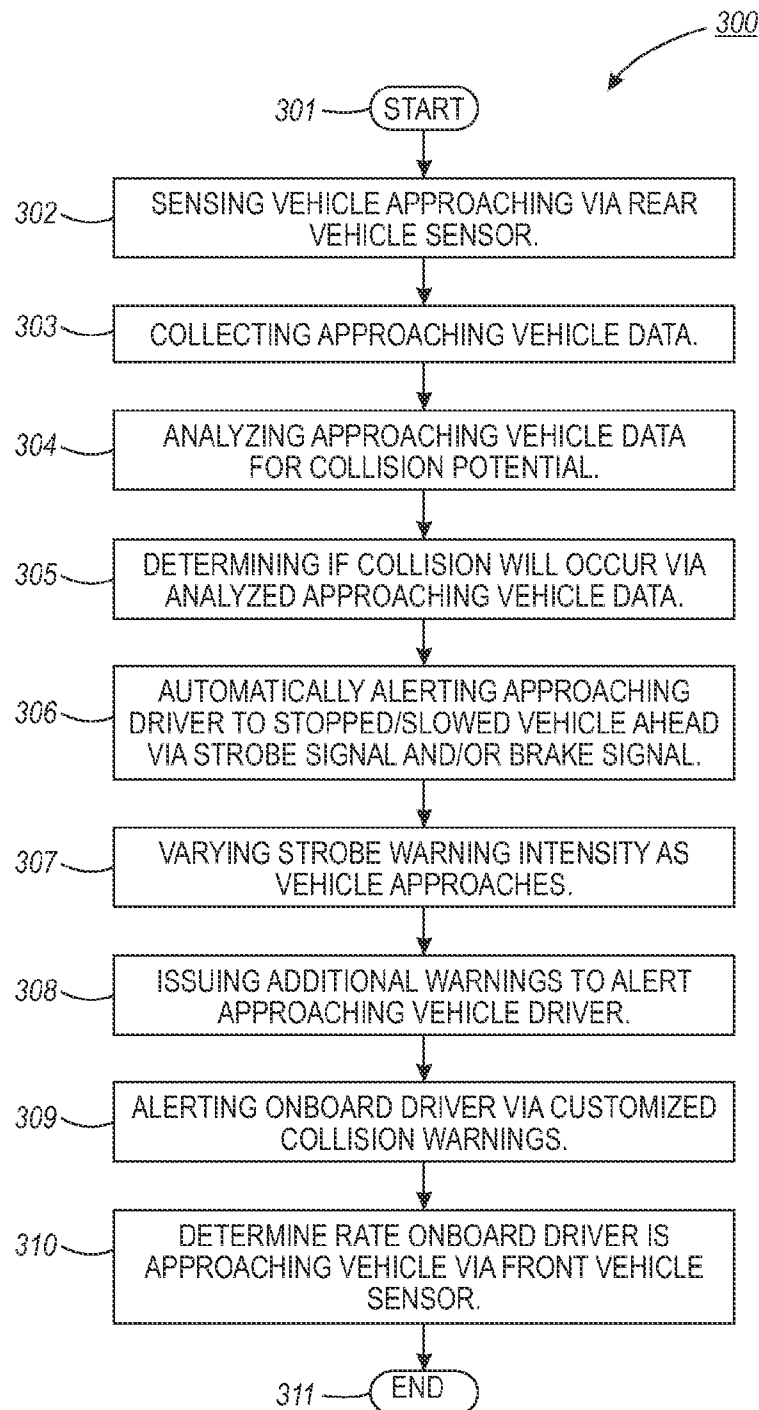 300
301
START
302
SENSING VEHICLE APPROACHING VIA REAR
VEHICLE SENSOR.
303
COLLECTING APPROACHING VEHICLE DATA.
304
ANALYZING APPROACHING VEHICLE DATA
FOR COLLISION POTENTIAL.
305
DETERMINING IF COLLISION WILL OCCUR VIA
ANALYZED APPROACHING VEHICLE DATA.
306
AUTOMATICALLY ALERTING APPROACHING
DRIVER TO STOPPED/SLOWED VEHICLE AHEAD
VIA STROBE SIGNAL AND/OR BRAKE SIGNAL.
307
VARYING STROBE WARNING INTENSITY AS
VEHICLE APPROACHES.
308
ISSUING ADDITIONAL WARNINGS TO ALERT
APPROACHING VEHICLE DRIVER.
309
ALERTING ONBOARD DRIVER VIA CUSTOMIZED
COLLISION WARNINGS.
310
DETERMINE RATE ONBOARD DRIVER IS
APPROACHING VEHICLE VIA FRONT VEHICLE
SENSOR.
311
END